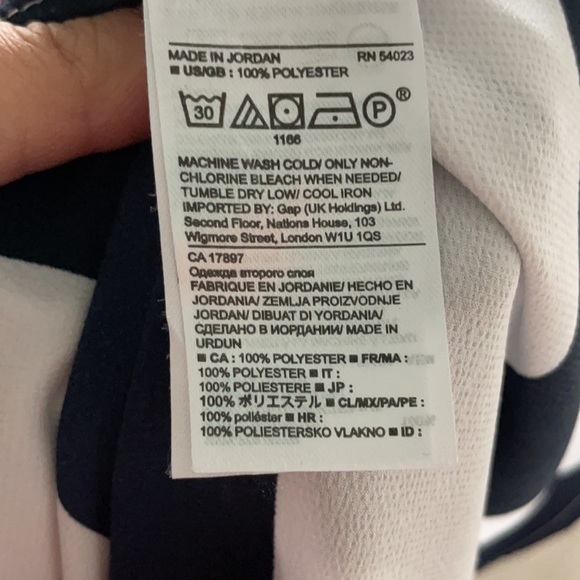 MADE IN JORDAN RN 54023
■ US/GB : 100% POLYESTER
30 P ®
1166
MACHINE WASH COLD/ ONLY NON-
CHLORINE BLEACH WHEN NEEDED/
TUMBLE DRY LOW/ COOL IRON
IMPORTED BY: Gap (UK Holdings) Ltd.
Second Floor, Nations House, 103
Wigmore Street, London W1U 1QS
CA 17897
Одежда второго слоя
FABRIQUE EN JORDANIE/ HECHO EN
JORDANIA/ ZEMLJA PROIZVODNJE
JORDAN/ DIBUAT DI YORDANIA/
СДЕЛАНО В ИОРДАНИИ/ MADE IN
URDUN
■ CA : 100% POLYESTER ■ FR/MA :
100% POLYESTER ■ IT :
100% POLIESTERE ■ JP :
100% ポリエステル ■ CL/MX/PA/PE :
100% poliéster ■ HR :
100% POLIESTERSKO VLAKNO ■ ID :